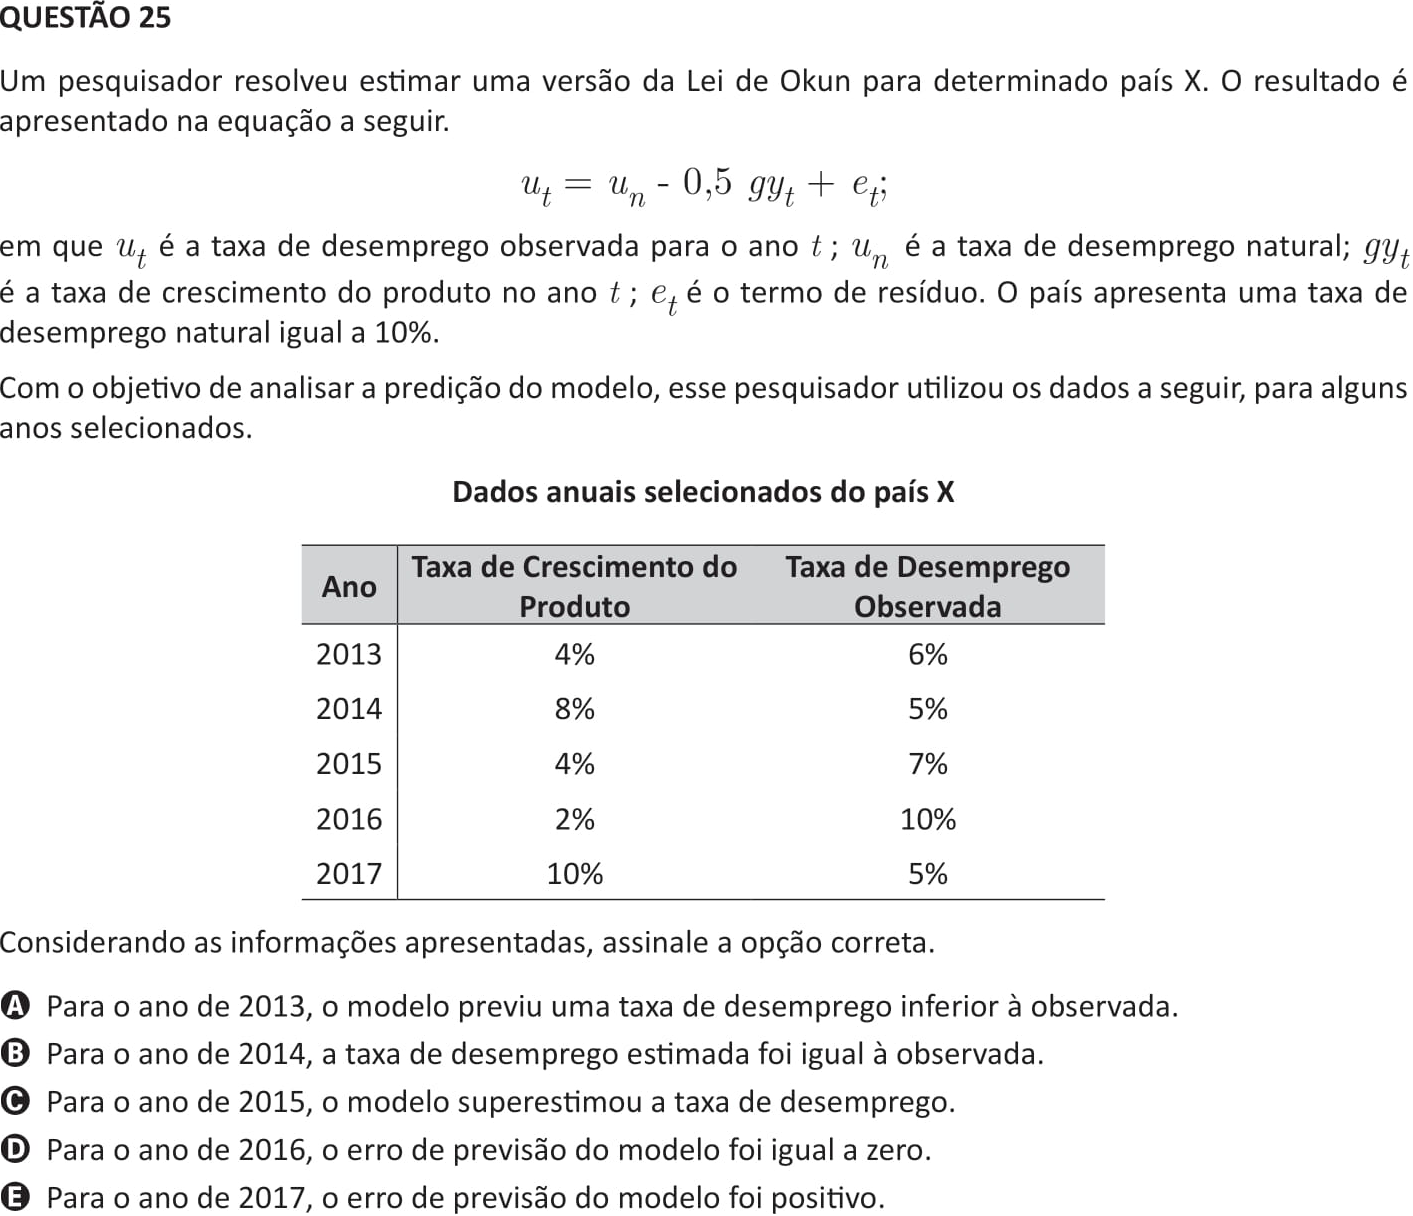 QUESTÃO 25
Um pesquisador resolveu estimar uma versão da Lei de Okun para determinado país X. O resultado é
apresentado na equação a seguir.
u_t = u_n - 0,5 gy_t + e_t;
em que u_t é a taxa de desemprego observada para o ano t ; u_n é a taxa de desemprego natural; gy_t
é a taxa de crescimento do produto no ano t ; e_t é o termo de resíduo. O país apresenta uma taxa de
desemprego natural igual a 10%.
Com o objetivo de analisar a predição do modelo, esse pesquisador utilizou os dados a seguir, para alguns
anos selecionados.
Dados anuais selecionados do país X
Ano Taxa de Crescimento do Produto Taxa de Desemprego Observada
2013 4% 6%
2014 8% 5%
2015 4% 7%
2016 2% 10%
2017 10% 5%
Considerando as informações apresentadas, assinale a opção correta.
A Para o ano de 2013, o modelo previu uma taxa de desemprego inferior à observada.
B Para o ano de 2014, a taxa de desemprego estimada foi igual à observada.
C Para o ano de 2015, o modelo superestimou a taxa de desemprego.
D Para o ano de 2016, o erro de previsão do modelo foi igual a zero.
E Para o ano de 2017, o erro de previsão do modelo foi positivo.